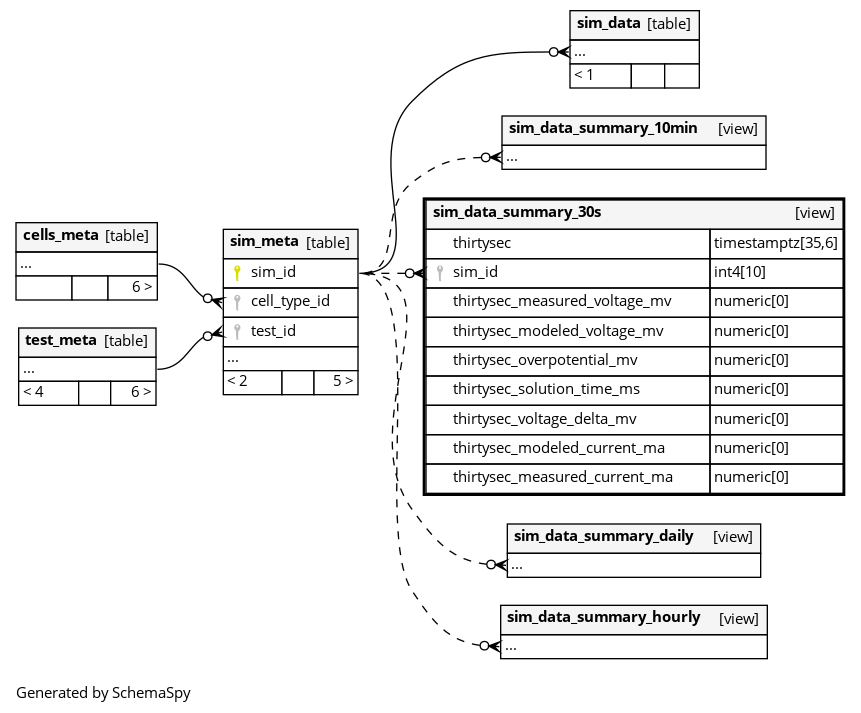 sim_data [table]
...
< 1
sim_data_summary_10min [view]
...
sim_data_summary_30s [view]
thirtysec timestamptz[35,6]
sim_id int4[10]
thirtysec_measured_voltage_mv numeric[0]
thirtysec_modeled_voltage_mv numeric[0]
thirtysec_overpotential_mv numeric[0]
thirtysec_solution_time_ms numeric[0]
thirtysec_voltage_delta_mv numeric[0]
thirtysec_modeled_current_ma numeric[0]
thirtysec_measured_current_ma numeric[0]
cells_meta [table]
...
6 >
sim_meta [table]
sim_id
cell_type_id
test_id
...
< 2 5 >
test_meta [table]
...
< 4 6 >
sim_data_summary_daily [view]
...
sim_data_summary_hourly [view]
...
Generated by SchemaSpy